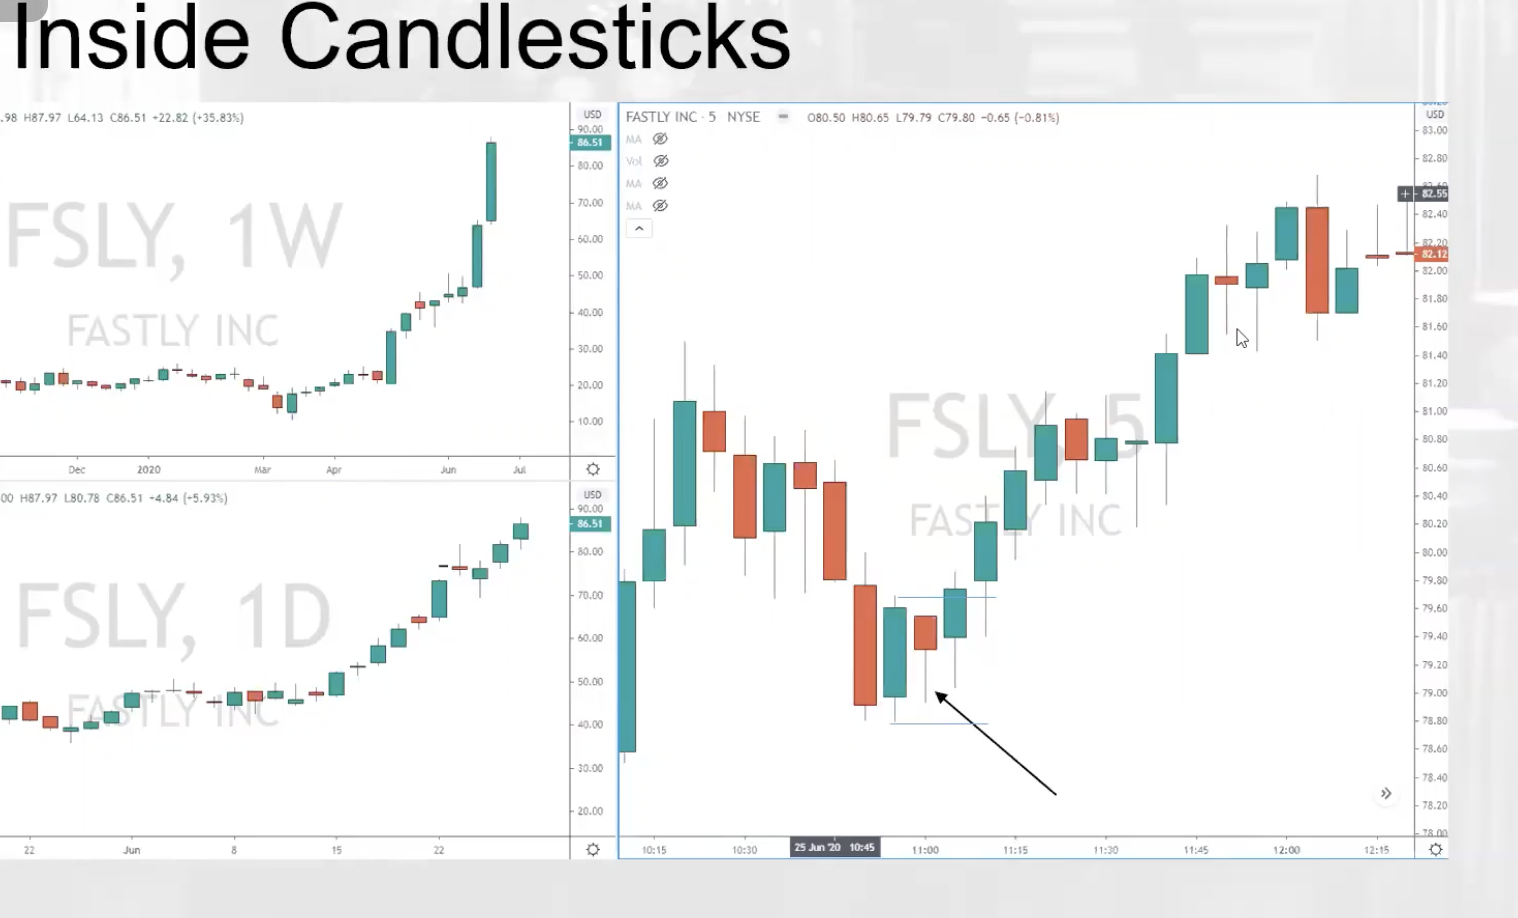 Inside Candlesticks
.98 H87.97 L64.13 C86.51 +22.82 (+35.83%)
USD
90.00
86.51
80.00
70.00
60.00
50.00
40.00
30.00
20.00
10.00
FSLY, 1W
FASTLY INC
Dec 2020 Mar Apr Jun Jul
00 H87.97 L80.78 C86.51 +4.84 (+5.93%)
USD
90.00
86.51
80.00
70.00
60.00
50.00
40.00
30.00
20.00
FSLY, 1D
FASTLY INC
22 Jun 8 15 22
FASTLY INC · 5 NYSE O80.50 H80.65 L79.79 C79.80 −0.65 (−0.81%)
MA
Vol
MA
MA
FSLY, 5
FASTLY INC
USD
83.00
82.80
82.55
82.40
82.20
82.12
82.00
81.80
81.60
81.40
81.20
81.00
80.80
80.60
80.40
80.20
80.00
79.80
79.60
79.40
79.20
79.00
78.80
78.60
78.40
78.20
78.00
10:15 10:30 25 Jun '20 10:45 11:00 11:15 11:30 11:45 12:00 12:15